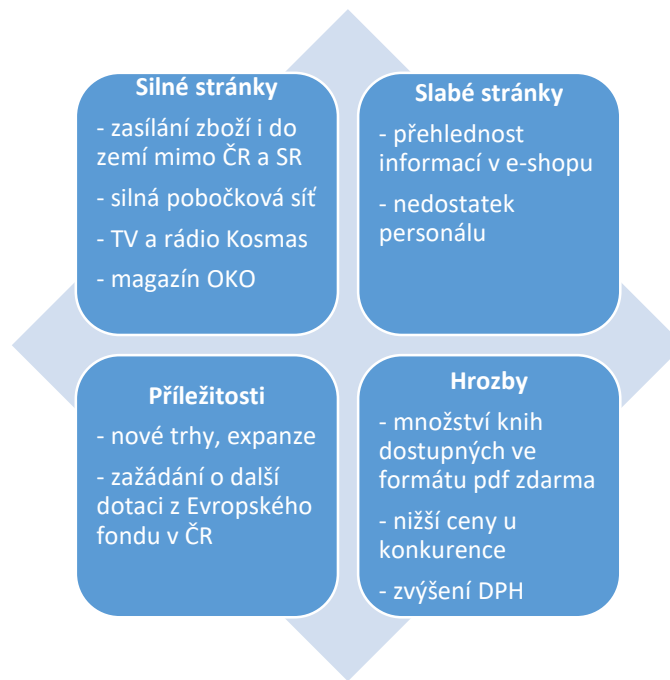 Silné stránky
- zasílání zboží i do
zemí mimo ČR a SR
- silná pobočková síť
- TV a rádio Kosmas
- magazín OKO
Slabé stránky
- přehlednost
informací v e-shopu
- nedostatek
personálu
Příležitosti
- nové trhy, expanze
- zažádání o další
dotaci z Evropského
fondu v ČR
Hrozby
- množství knih
dostupných ve
formátu pdf zdarma
- nižší ceny u
konkurence
- zvýšení DPH